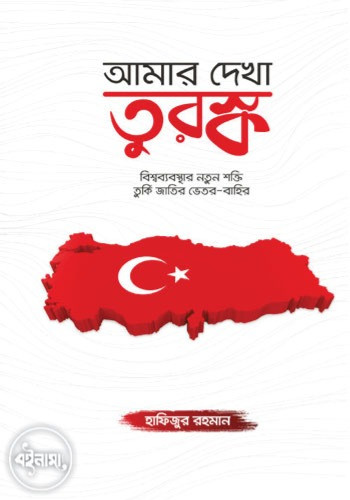 আমার দেখা
তুরস্ক
বিশ্বব্যবস্থার নতুন শক্তি
তুর্কি জাতির ভেতর-বাহির
হাফিজুর রহমান
বইনামা